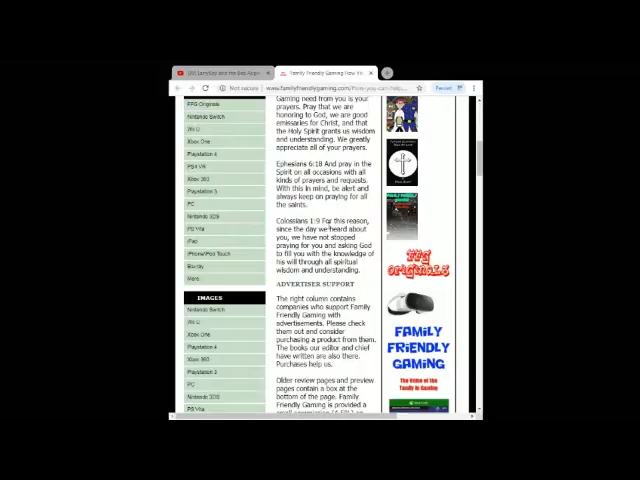 Family Friendly Gaming How Yo
Not secure
www.familyfriendlygaming.com/how-you-can-help
Paused
FFG Originals
Nintendo Switch
Wii U
Xbox One
Playstation 4
PS4 VR
Xbox 360
Playstation 3
PC
Nintendo 3DS
PS Vita
iPad
iPhone/iPod Touch
Blu-ray
More
IMAGES
Nintendo Switch
Wii U
Xbox One
Playstation 4
Xbox 360
Playstation 3
PC
Nintendo 3DS
PS Vita
Gaming need from you is your
prayers. Pray that we are
honoring to God, we are good
emissaries for Christ, and that
the Holy Spirit grants us wisdom
and understanding. We greatly
appreciate all of your prayers.
Ephesians 6:18 And pray in the
Spirit on all occasions with all
kinds of prayers and requests.
With this in mind, be alert and
always keep on praying for all
the saints.
Colossians 1:9 For this reason,
since the day we heard about
you, we have not stopped
praying for you and asking God
to fill you with the knowledge of
his will through all spiritual
wisdom and understanding.
ADVERTISER SUPPORT
The right column contains
companies who support Family
Friendly Gaming with
advertisements. Please check
them out and consider
purchasing a product from them.
The books our editor and chief
have written are also there.
Purchases help us.
Older review pages and preview
pages contain a box at the
bottom of the page. Family
Friendly Gaming is provided a
FFG
ORIGINALS
FAMILY
FRIENDLY
GAMING
The Voice of the
Family in Gaming